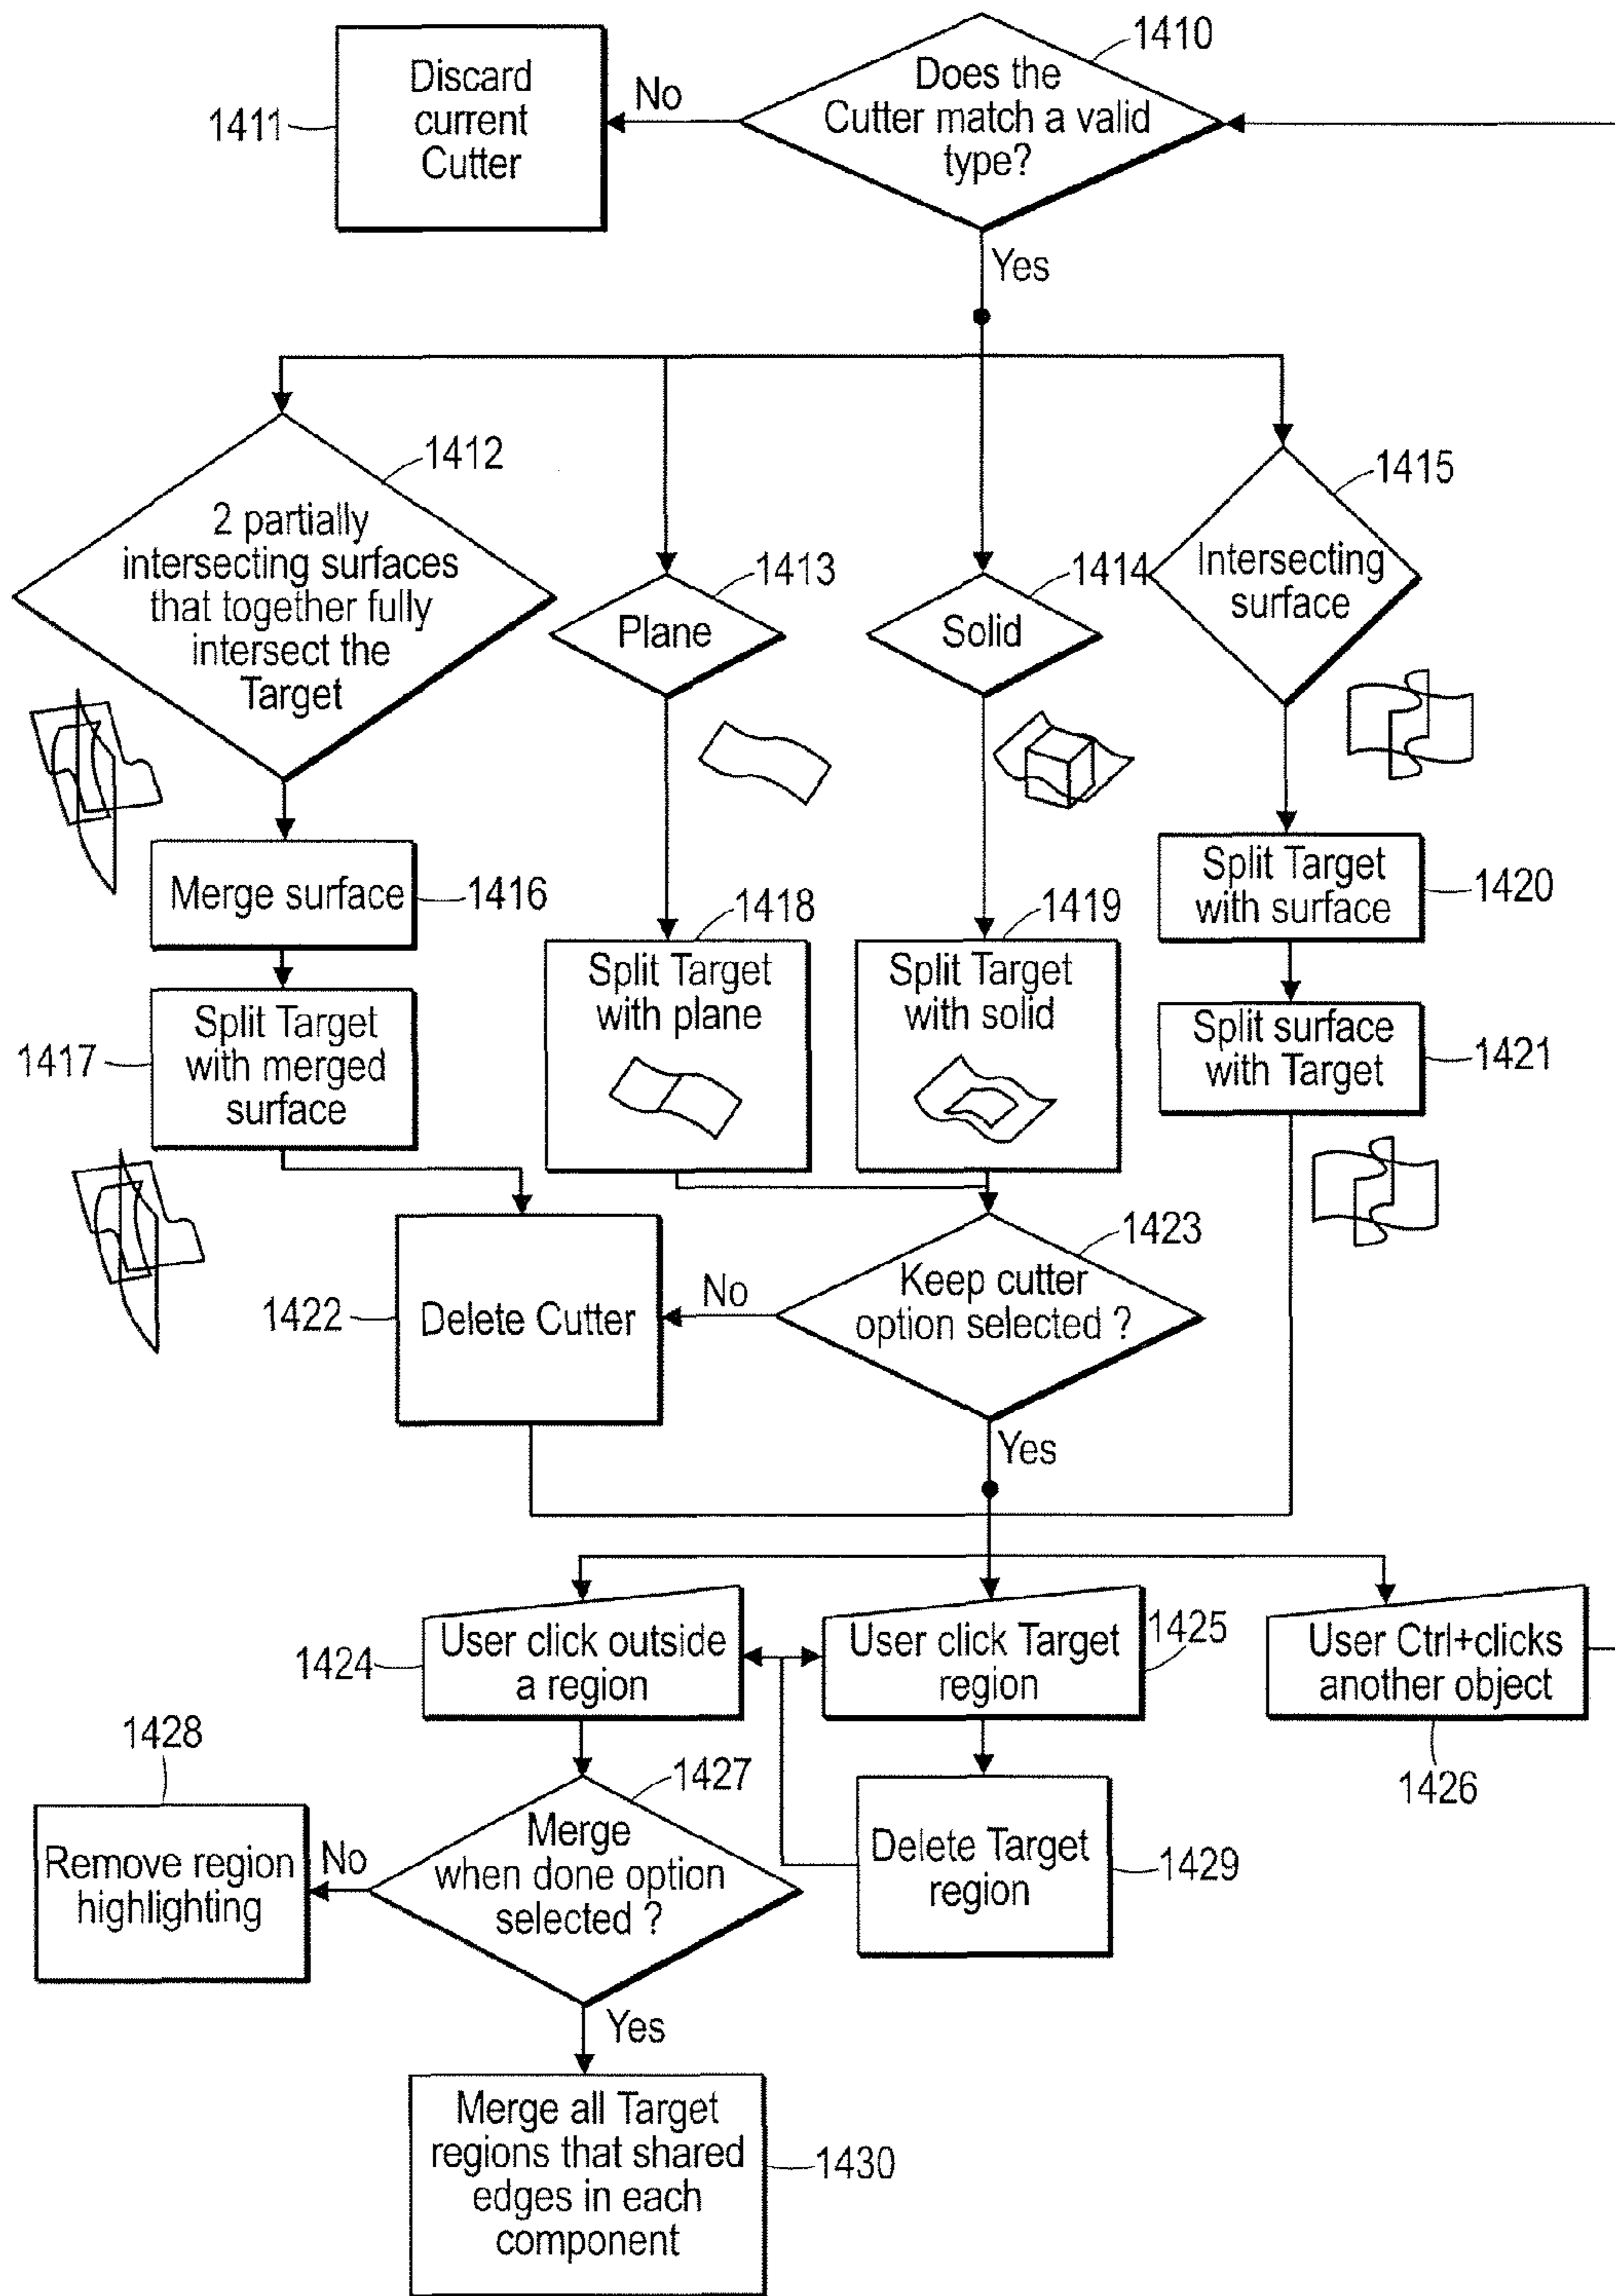 1410
Does the
Cutter match a valid
type?
No
Discard
current
Cutter
1411
Yes
1412
2 partially
intersecting surfaces
that together fully
intersect the
Target
1413
Plane
1414
Solid
1415
Intersecting
surface
Merge surface
1416
1417
Split Target
with merged
surface
1418
Split Target
with plane
1419
Split Target
with solid
Split Target
with surface
1420
Split surface
with Target
1421
1422
Delete Cutter
No
1423
Keep cutter
option selected ?
Yes
1424
User click outside
a region
User click Target
region
1425
User Ctrl+clicks
another object
1426
1428
Remove region
highlighting
No
1427
Merge
when done option
selected ?
Delete Target
region
1429
Yes
Merge all Target
regions that shared
edges in each
component
1430